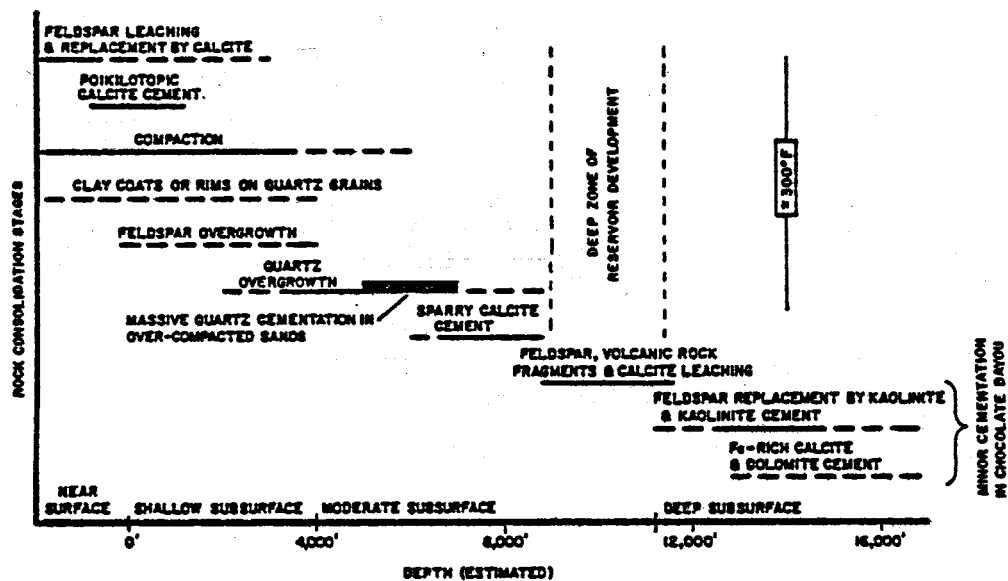 FELDSPAR LEACHING
& REPLACEMENT BY CALCITE
POIKILOTOPIC
CALCITE CEMENT.
COMPACTION
CLAY COATS OR RIMS ON QUARTZ GRAINS
FELDSPAR OVERGROWTH
QUARTZ
OVERGROWTH
MASSIVE QUARTZ CEMENTATION IN
OVER-COMPACTED SANDS
SPARRY CALCITE
CEMENT
DEEP ZONE OF
RESERVOIR DEVELOPMENT
≈300°F
FELDSPAR, VOLCANIC ROCK
FRAGMENTS & CALCITE LEACHING
FELDSPAR REPLACEMENT BY KAOLINITE
& KAOLINITE CEMENT
Fe-RICH CALCITE
& DOLOMITE CEMENT
MINOR CEMENTATION
IN CHOCOLATE BAYOU
ROCK CONSOLIDATION STAGES
NEAR
SURFACE
SHALLOW SUBSURFACE
MODERATE SUBSURFACE
DEEP SUBSURFACE
0' 4,000' 8,000' 12,000' 16,000'
DEPTH (ESTIMATED)